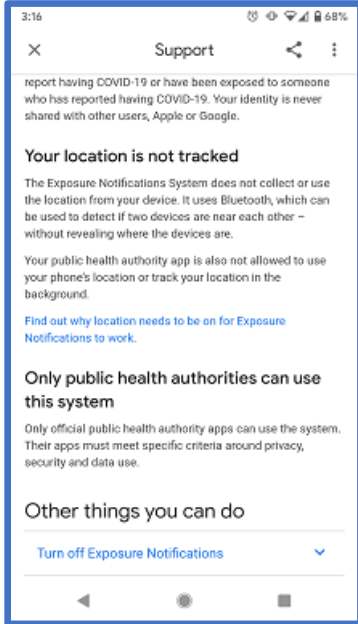 3:16
68%
Support
report having COVID-19 or have been exposed to someone
who has reported having COVID-19. Your identity is never
shared with other users, Apple or Google.
Your location is not tracked
The Exposure Notifications System does not collect or use
the location from your device. It uses Bluetooth, which can
be used to detect if two devices are near each other –
without revealing where the devices are.
Your public health authority app is also not allowed to use
your phone's location or track your location in the
background.
Find out why location needs to be on for Exposure
Notifications to work.
Only public health authorities can use
this system
Only official public health authority apps can use the system.
Their apps must meet specific criteria around privacy,
security and data use.
Other things you can do
Turn off Exposure Notifications